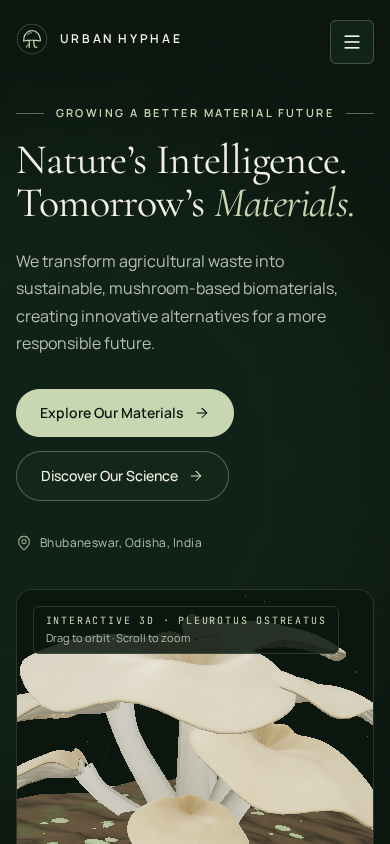 URBAN HYPHAE
GROWING A BETTER MATERIAL FUTURE
Nature’s Intelligence.
Tomorrow’s Materials.
We transform agricultural waste into
sustainable, mushroom-based biomaterials,
creating innovative alternatives for a more
responsible future.
Explore Our Materials →
Discover Our Science →
Bhubaneswar, Odisha, India
INTERACTIVE 3D · PLEUROTUS OSTREATUS
Drag to orbit · Scroll to zoom